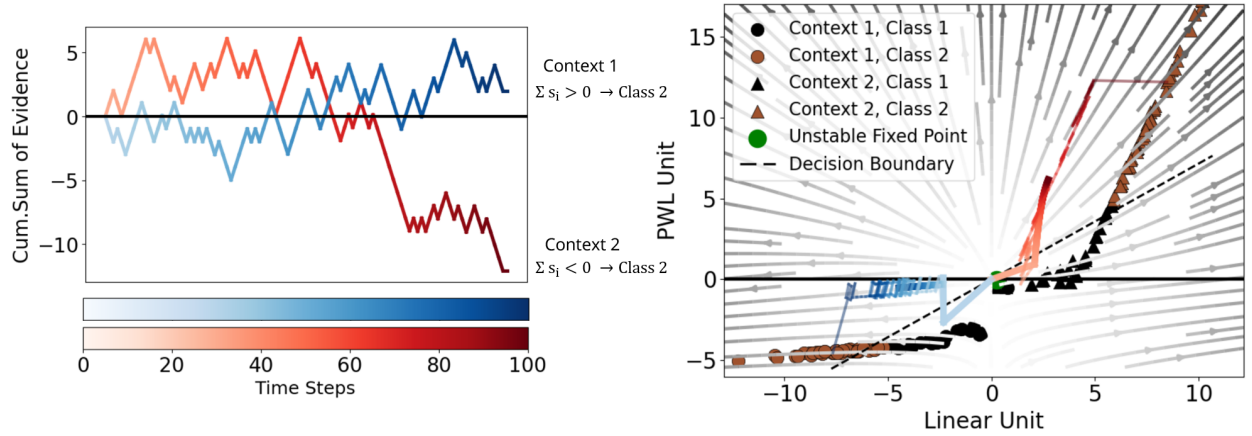 Cum.Sum of Evidence
5
0
−5
−10
Context 1
Σ sᵢ > 0 → Class 2
Context 2
Σ sᵢ < 0 → Class 2
0 20 40 60 80 100
Time Steps
PWL Unit
15
10
5
0
−5
Context 1, Class 1
Context 1, Class 2
Context 2, Class 1
Context 2, Class 2
Unstable Fixed Point
Decision Boundary
−10 −5 0 5 10
Linear Unit